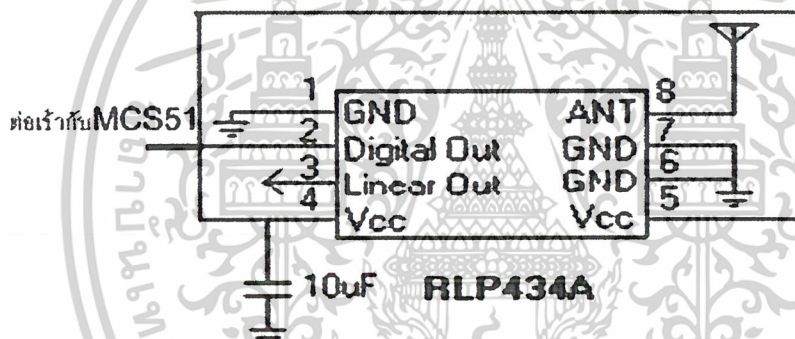 1 8
GND ANT
ต่อเร้ากับMCS51
2 7
Digital Out GND
3 6
Linear Out GND
4 5
Vcc Vcc
10uF RLP434A